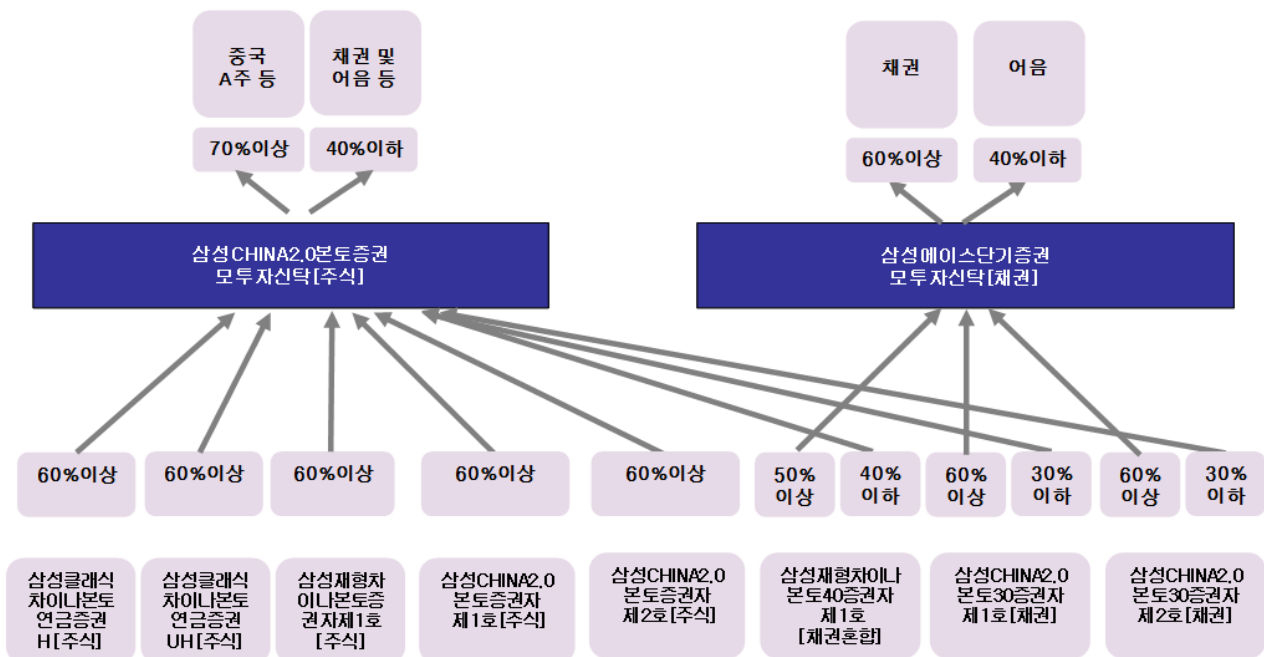 중국
A주 등
채권 및
어음 등
채권
어음
70%이상
40%이하
60%이상
40%이하
삼성CHINA2.0본토증권
모투자신탁[주식]
삼성에이스단기증권
모투자신탁[채권]
60%이상
60%이상
60%이상
60%이상
60%이상
50%
이상
40%
이하
60%
이상
30%
이하
60%
이상
30%
이하
삼성클래식
차이나본토
연금증권
H[주식]
삼성클래식
차이나본토
연금증권
UH[주식]
삼성재형차
이나본토증
권자제1호
[주식]
삼성CHINA2.0
본토증권자
제1호[주식]
삼성CHINA2.0
본토증권자
제2호[주식]
삼성재형차이나
본토40증권자
제1호
[채권혼합]
삼성CHINA2.0
본토30증권자
제1호[채권]
삼성CHINA2.0
본토30증권자
제2호[채권]